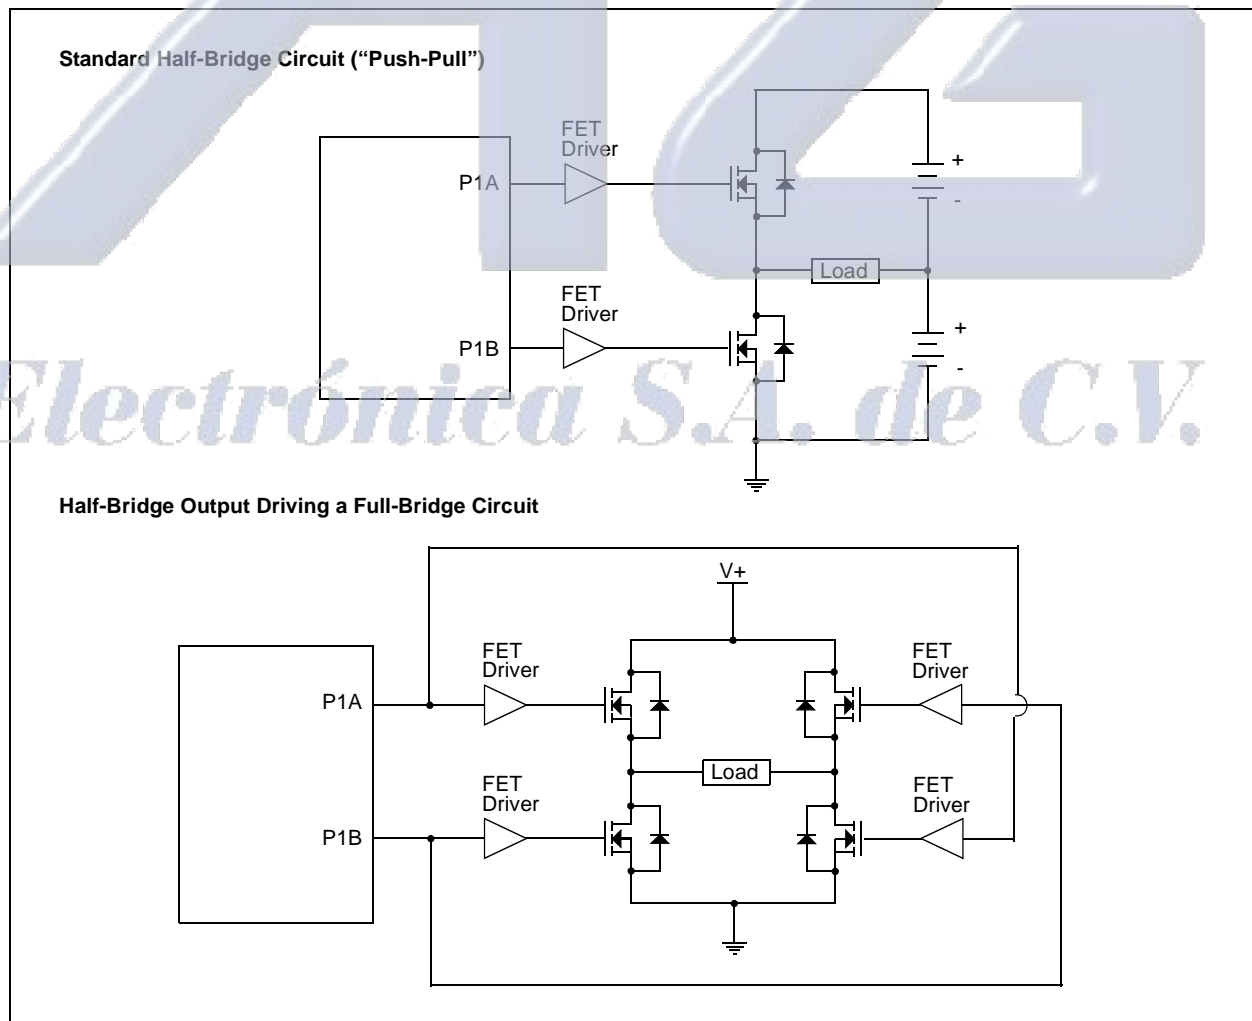 Standard Half-Bridge Circuit (“Push-Pull”)
FET
Driver
P1A
+
-
Load
FET
Driver
P1B
+
-
AG
Electrónica S.A. de C.V.
Half-Bridge Output Driving a Full-Bridge Circuit
V+
FET
Driver
FET
Driver
P1A
Load
FET
Driver
FET
Driver
P1B